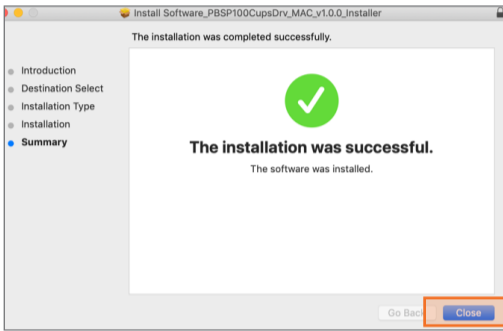 Install Software_PBSP100CupsDrv_MAC_v1.0.0_Installer
The installation was completed successfully.
Introduction
Destination Select
Installation Type
Installation
Summary
The installation was successful.
The software was installed.
Go Back
Close